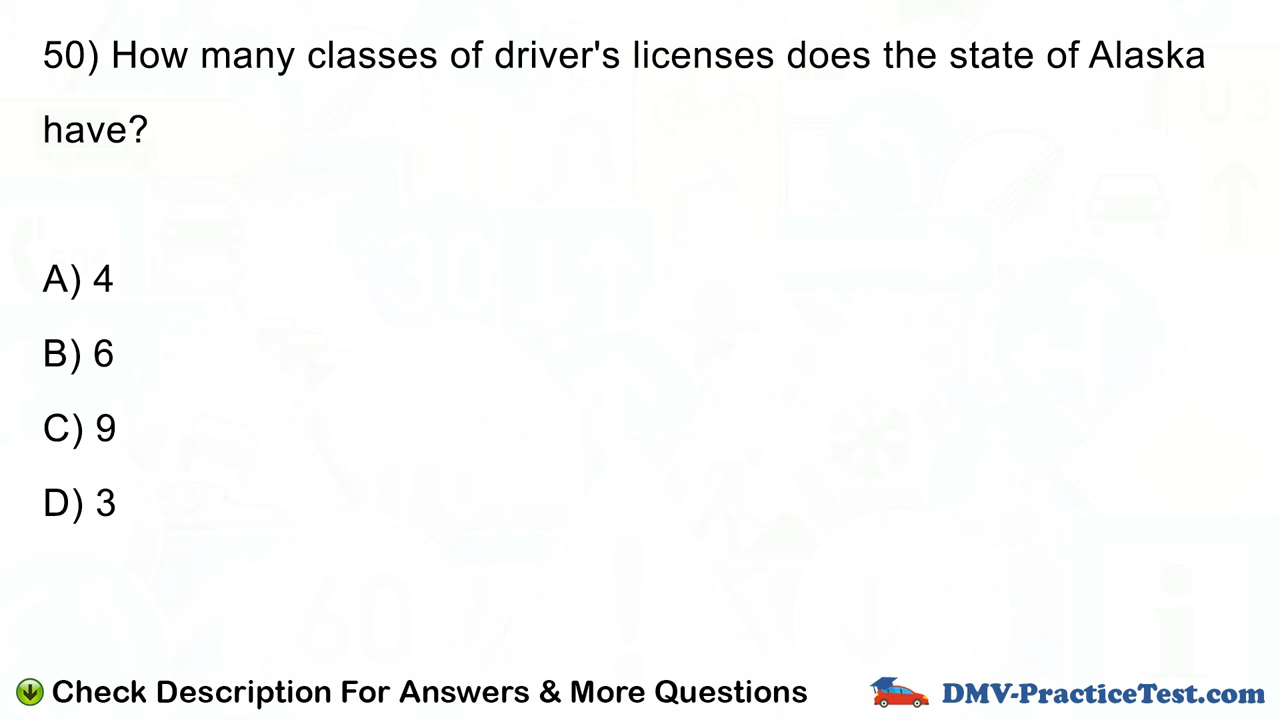 50) How many classes of driver's licenses does the state of Alaska
have?
A) 4
B) 6
C) 9
D) 3
Check Description For Answers & More Questions
DMV-PracticeTest.com